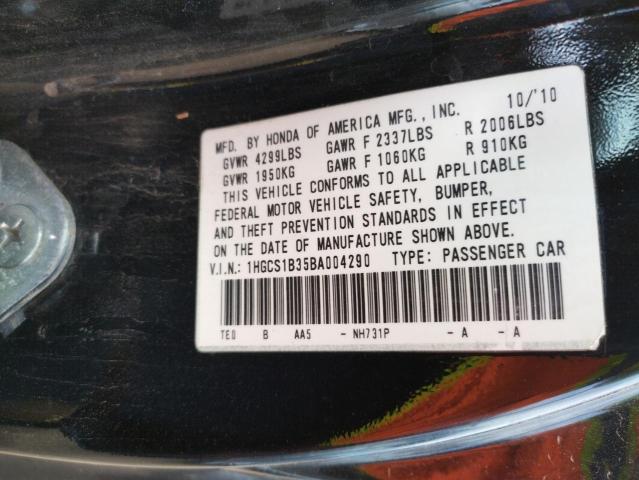 MFD. BY HONDA OF AMERICA MFG., INC. 10/'10
GVWR 4299LBS GAWR F 2337LBS R 2006LBS
GVWR 1950KG GAWR F 1060KG R 910KG
THIS VEHICLE CONFORMS TO ALL APPLICABLE
FEDERAL MOTOR VEHICLE SAFETY, BUMPER,
AND THEFT PREVENTION STANDARDS IN EFFECT
ON THE DATE OF MANUFACTURE SHOWN ABOVE.
V.I.N.: 1HGCS1B35BA004290 TYPE: PASSENGER CAR
TE0 B AA5 - NH731P - A - A